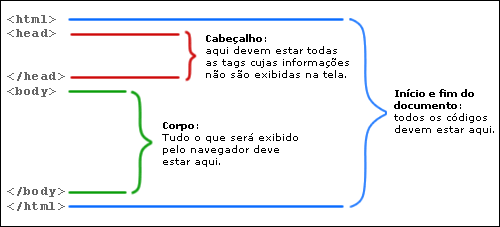 <html>
<head>
Cabeçalho:
aqui devem estar todas
as tags cujas informações
não são exibidas na tela.
</head>
<body>
Início e fim do
documento:
todos os códigos
devem estar aqui.
Corpo:
Tudo o que será exibido
pelo navegador deve
estar aqui.
</body>
</html>